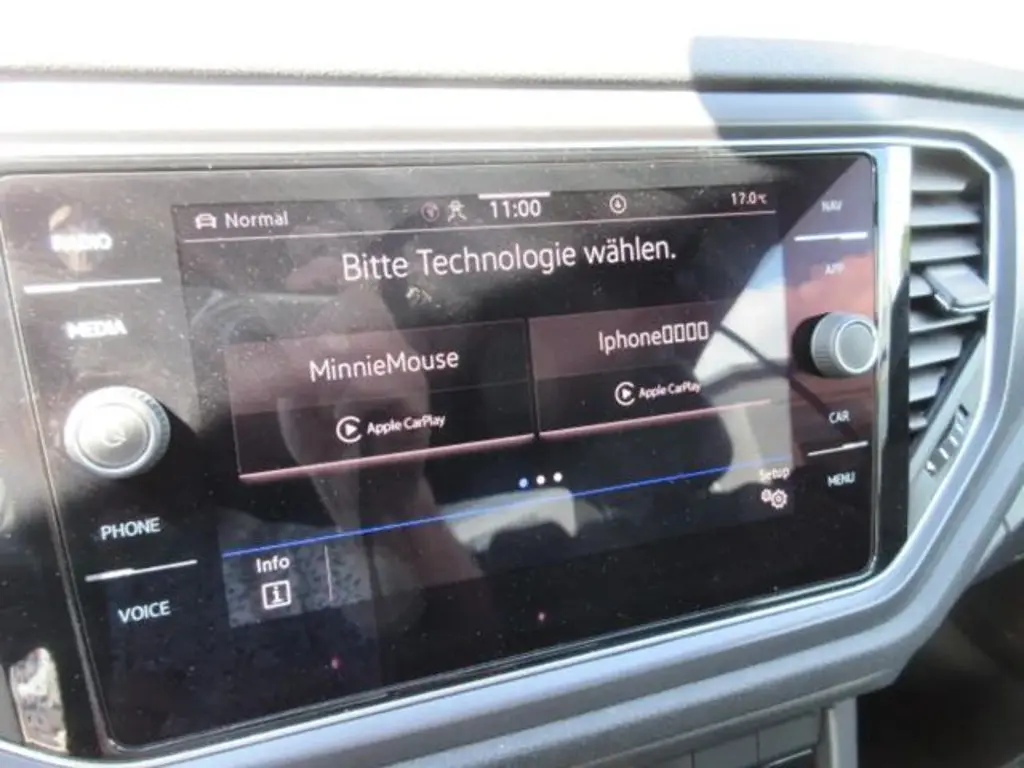 RADIO
MEDIA
PHONE
VOICE
Normal
11:00
17.0°C
Bitte Technologie wählen.
MinnieMouse
Apple CarPlay
Iphone▯▯▯▯
Apple CarPlay
Setup
Info
NAV
APP
CAR
MENU